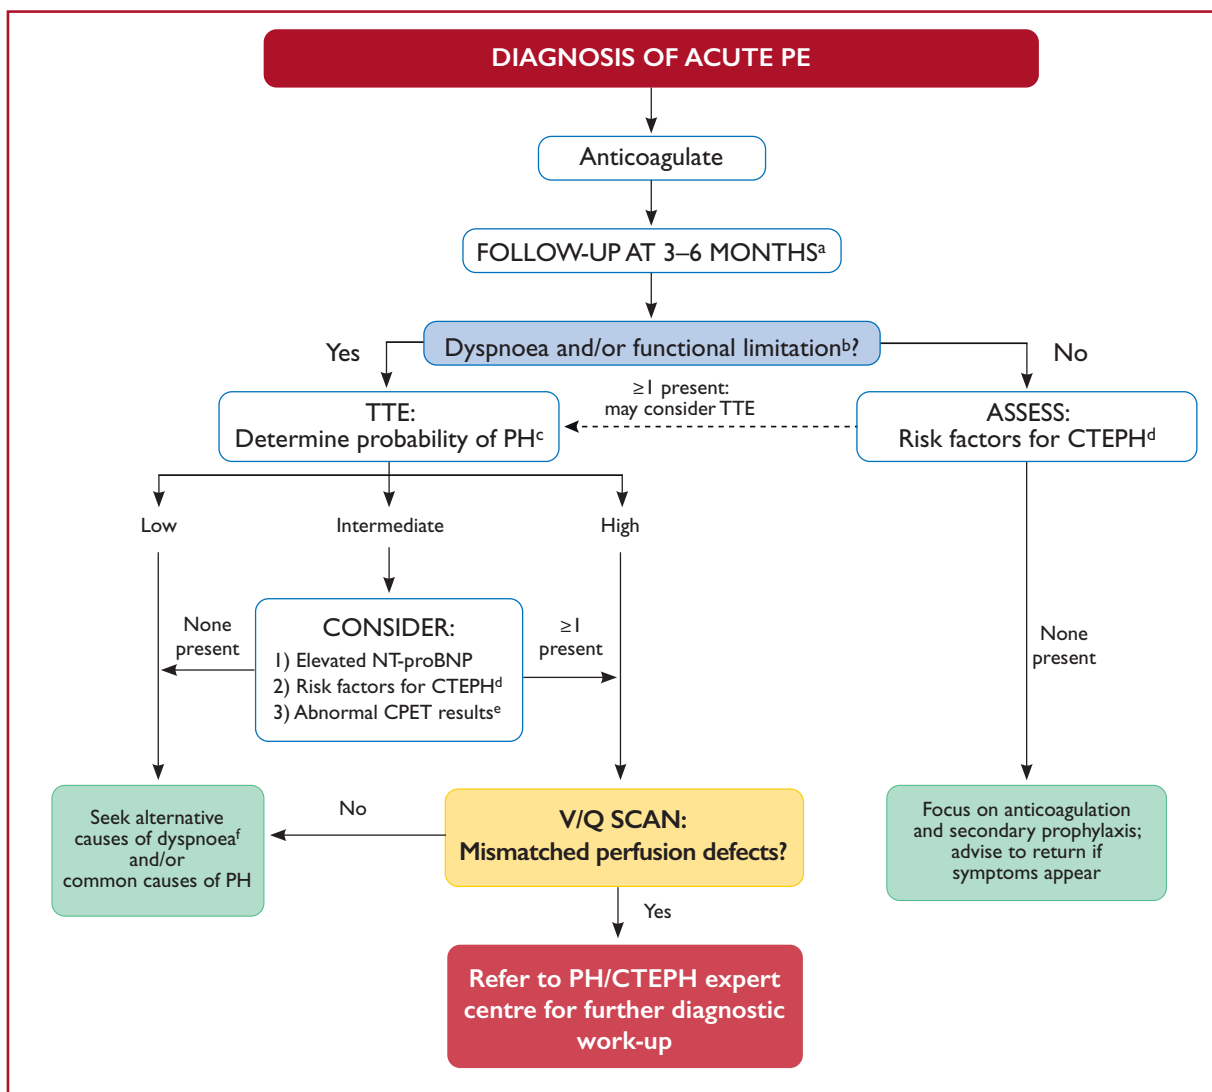 DIAGNOSIS OF ACUTE PE
Anticoagulate
FOLLOW-UP AT 3–6 MONTHSᵃ
Dyspnoea and/or functional limitationᵇ?
Yes
No
≥1 present:
may consider TTE
TTE:
Determine probability of PHᶜ
ASSESS:
Risk factors for CTEPHᵈ
Low
Intermediate
High
None
present
CONSIDER:
1) Elevated NT-proBNP
2) Risk factors for CTEPHᵈ
3) Abnormal CPET resultsᵉ
≥1
present
None
present
Seek alternative
causes of dyspnoeaᶠ
and/or
common causes of PH
No
V/Q SCAN:
Mismatched perfusion defects?
Focus on anticoagulation
and secondary prophylaxis;
advise to return if
symptoms appear
Yes
Refer to PH/CTEPH expert
centre for further diagnostic
work-up